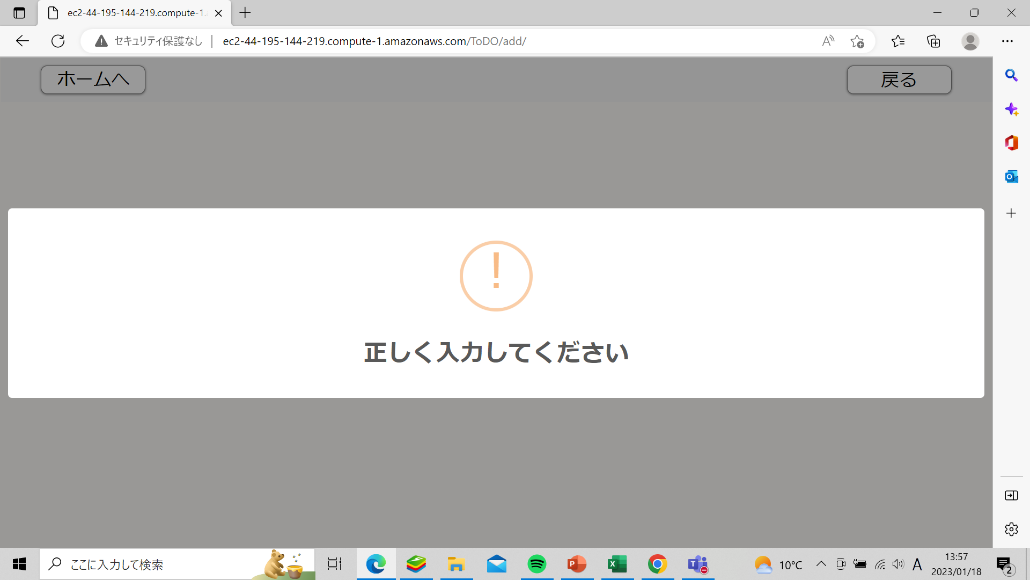 ec2-44-195-144-219.compute-1.
セキュリティ保護なし | ec2-44-195-144-219.compute-1.amazonaws.com/ToDO/add/
ホームへ
戻る
!
正しく入力してください
ここに入力して検索
10°C
A
13:57
2023/01/18
2